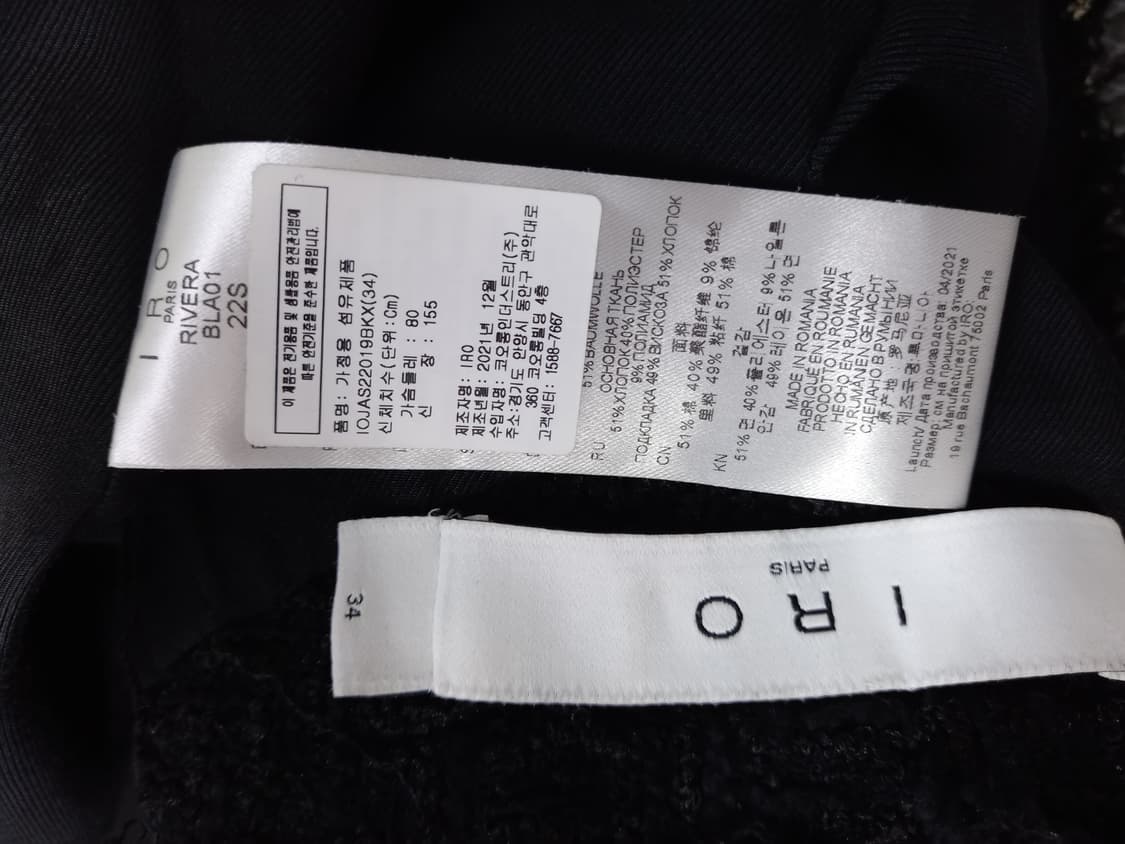 I R O
PARIS
RIVERA
BLA01
22S
이 제품은 전기용품 및 생활용품 안전관리법에
따른 안전기준을 준수한 제품입니다.
품명 : 가정용 섬유제품
IOJAS22019BKX(34)
신체치수(단위:cm)
가슴둘레 : 80
신 장 : 155
제조자명 : IRO
제조년월 : 2021년 12월
수입자명 : 코오롱인더스트리(주)
주소 : 경기도 안양시 동안구 관악대로
360 코오롱빌딩 4층
고객센터 : 1588-7667
51% BAUMWOLLE
RU ОСНОВНАЯ ТКАНЬ
51% ХЛОПОК 40% ПОЛИЭСТЕР
9% ПОЛИАМИД
ПОДКЛАДКА 49% ВИСКОЗА 51% ХЛОПОК
CN 面料
51% 棉 40% 聚酯纤维 9% 锦纶
里料 49% 粘纤 51% 棉
KN 겉감
51% 면 40% 폴리에스터 9% 나일론
안감 49% 레이온 51% 면
MADE IN ROMANIA
FABRIQUÉ EN ROUMANIE
PRODOTTO IN ROMANIA
HECHO EN RUMANIA
IN RUMÄNEN GEMACHT
СДЕЛАНО В РУМЫНИИ
原产地 : 罗马尼亚
제조국명: 루마니아
Launch/ Дата производства: 04/2021
Размер, см на пришитой этикетке
Manufactured by IRO:
19 rue Bachaumont 75002 Paris
34
I R O
PARIS